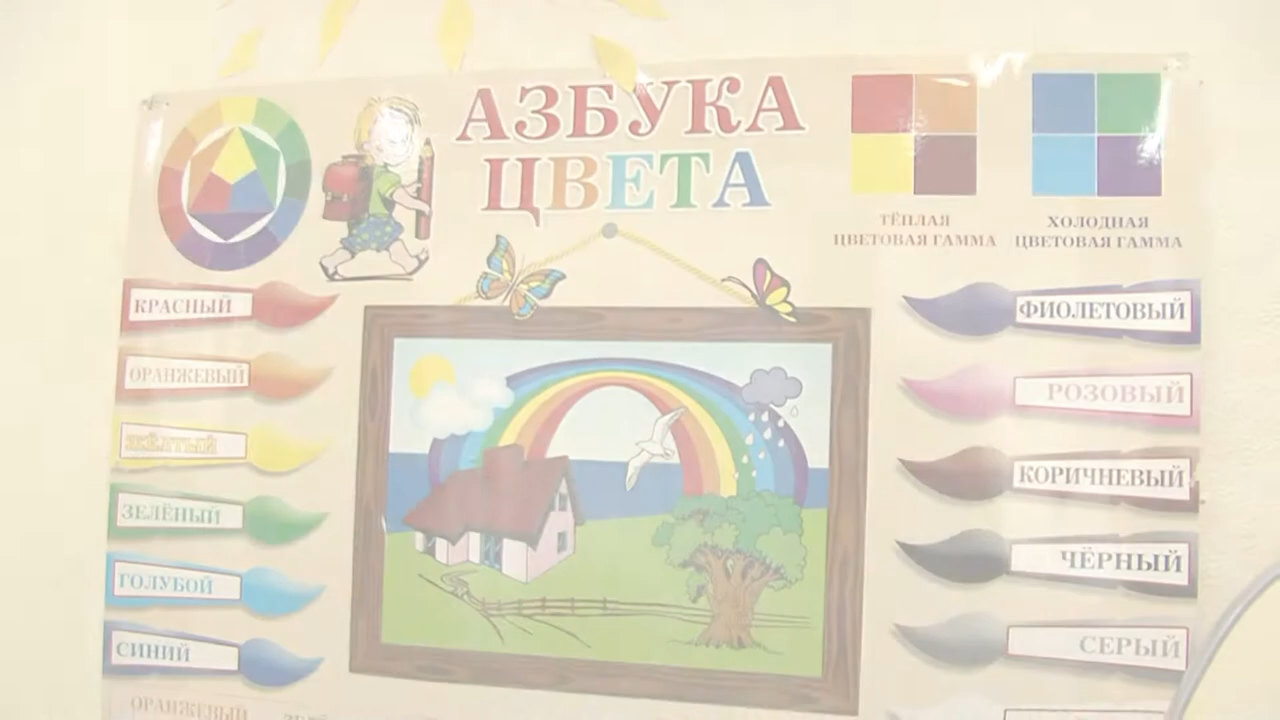 АЗБУКА
ЦВЕТА
ТЁПЛАЯ
ЦВЕТОВАЯ ГАММА
ХОЛОДНАЯ
ЦВЕТОВАЯ ГАММА
КРАСНЫЙ
ОРАНЖЕВЫЙ
ЖЁЛТЫЙ
ЗЕЛЁНЫЙ
ГОЛУБОЙ
СИНИЙ
ФИОЛЕТОВЫЙ
РОЗОВЫЙ
КОРИЧНЕВЫЙ
ЧЁРНЫЙ
СЕРЫЙ
ОРАНЖЕВЫЙ